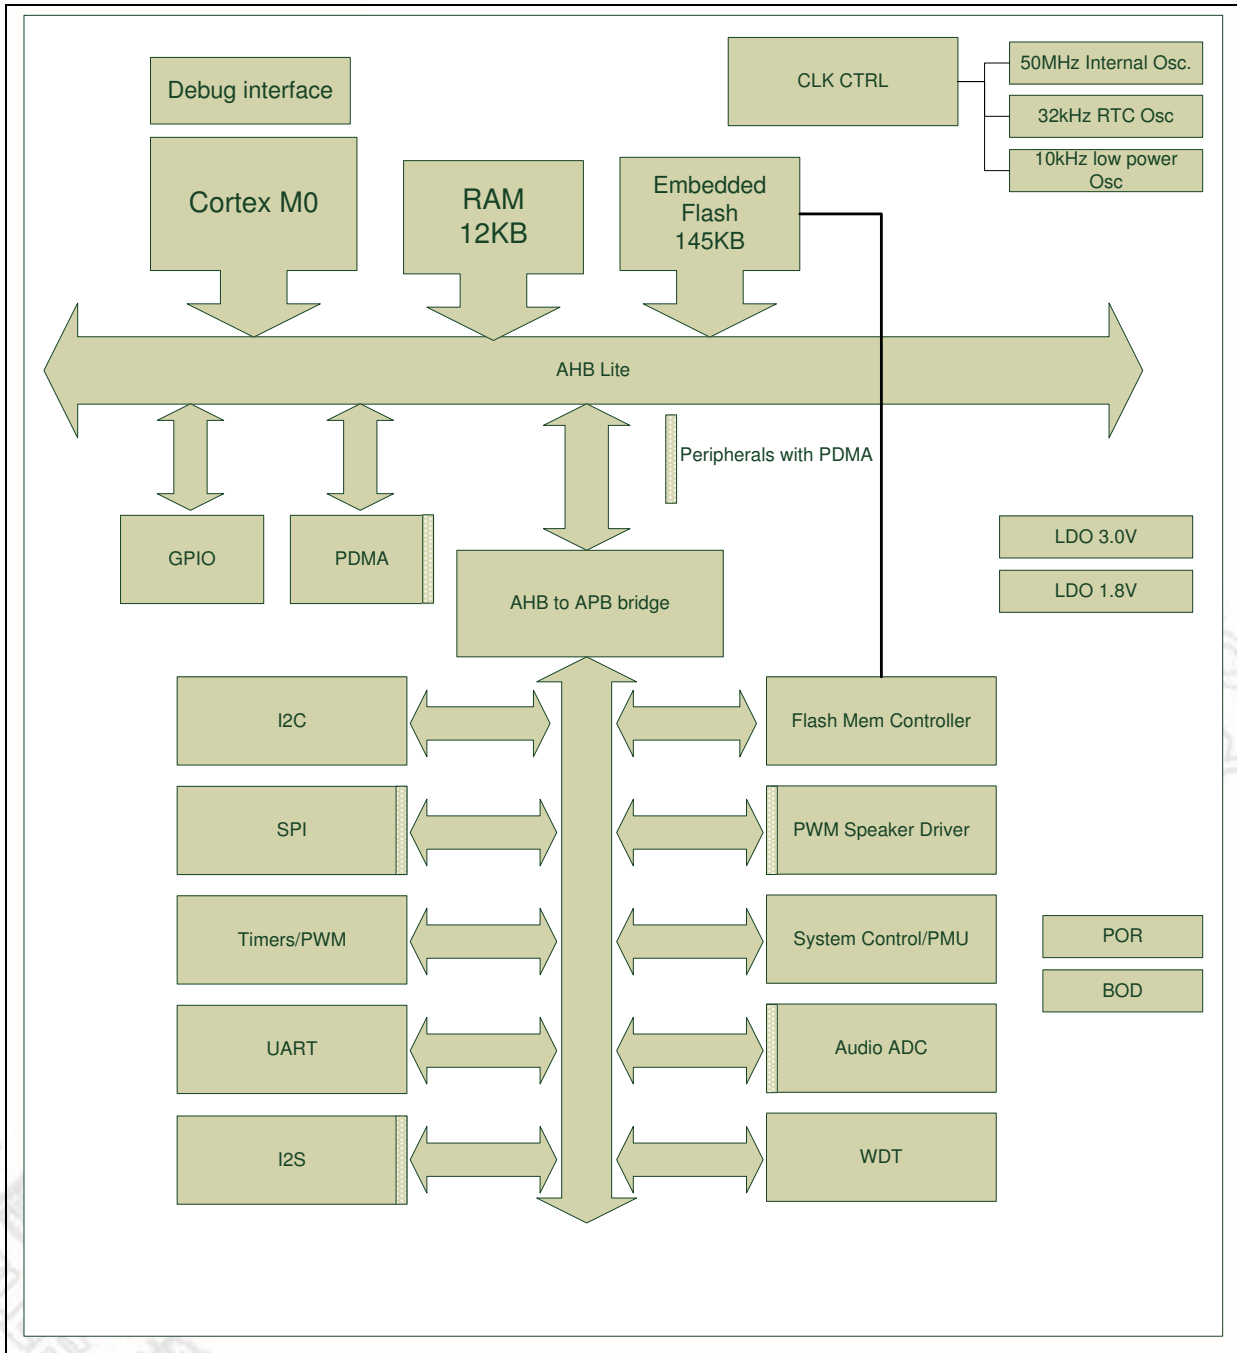 Debug interface
CLK CTRL
50MHz Internal Osc.
32kHz RTC Osc
10kHz low power
Osc
Cortex M0
RAM
12KB
Embedded
Flash
145KB
AHB Lite
Peripherals with PDMA
GPIO
PDMA
LDO 3.0V
AHB to APB bridge
LDO 1.8V
I2C
Flash Mem Controller
SPI
PWM Speaker Driver
Timers/PWM
System Control/PMU
POR
BOD
UART
Audio ADC
I2S
WDT